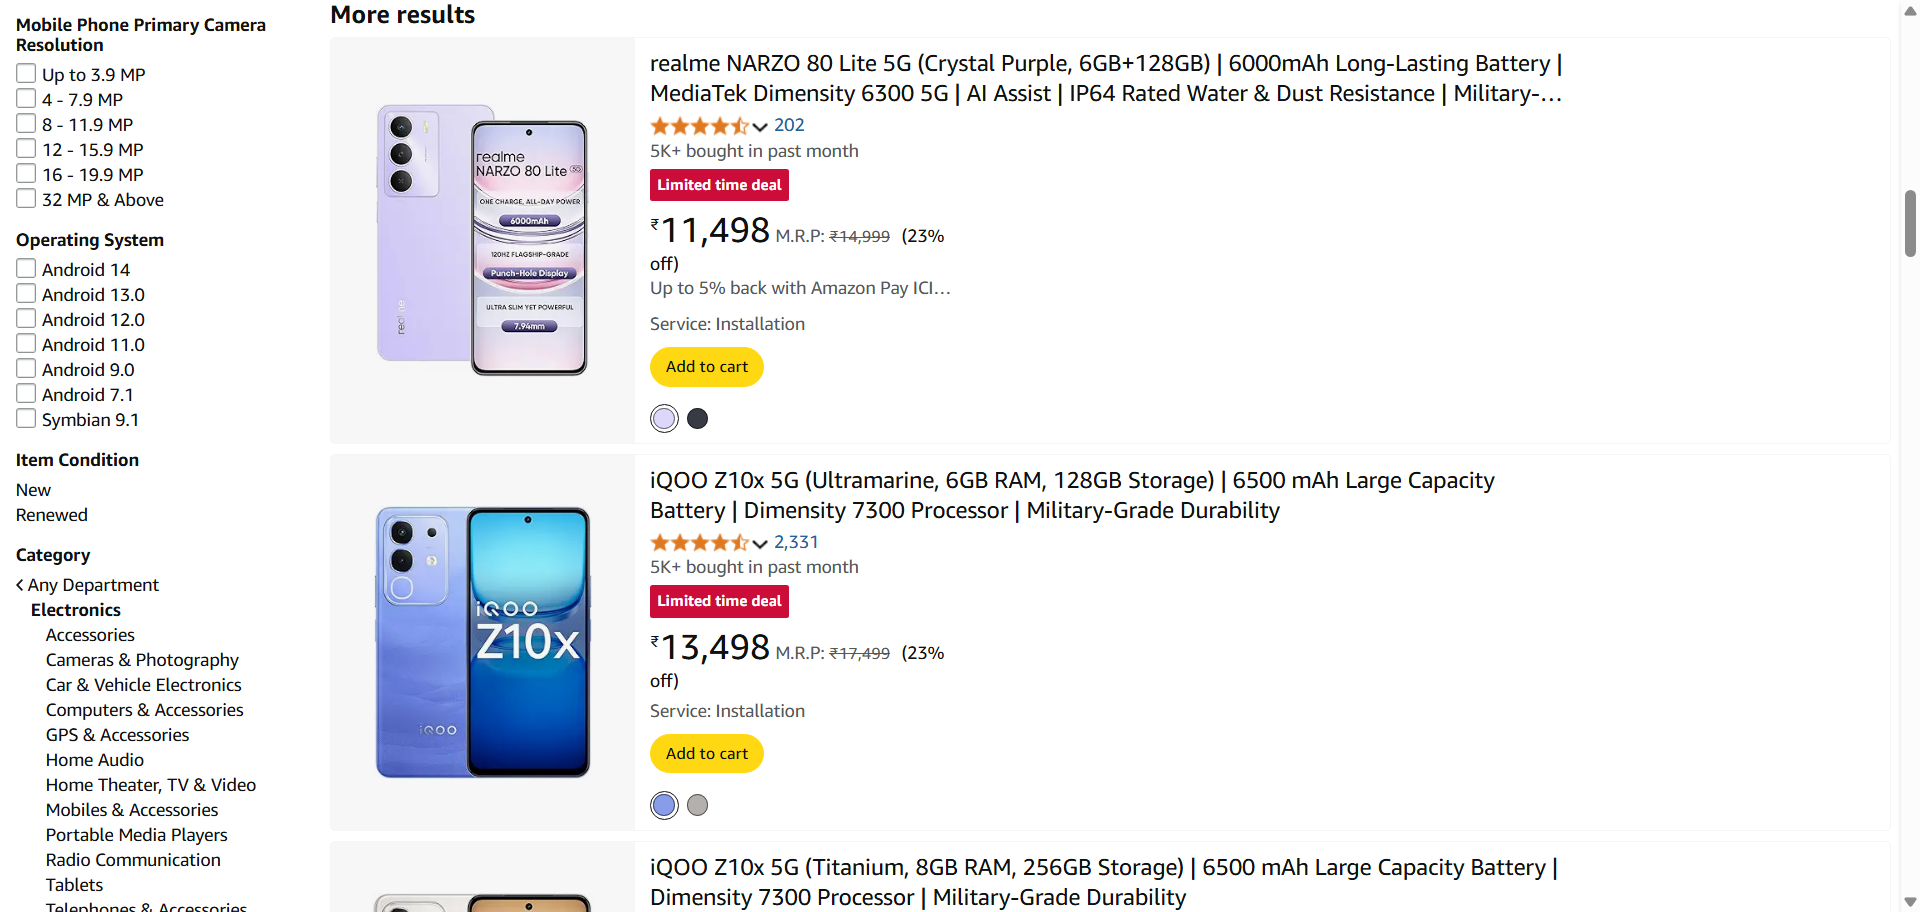 Mobile Phone Primary Camera
Resolution
Up to 3.9 MP
4 - 7.9 MP
8 - 11.9 MP
12 - 15.9 MP
16 - 19.9 MP
32 MP & Above
Operating System
Android 14
Android 13.0
Android 12.0
Android 11.0
Android 9.0
Android 7.1
Symbian 9.1
Item Condition
New
Renewed
Category
Any Department
Electronics
Accessories
Cameras & Photography
Car & Vehicle Electronics
Computers & Accessories
GPS & Accessories
Home Audio
Home Theater, TV & Video
Mobiles & Accessories
Portable Media Players
Radio Communication
Tablets
Telephones & Accessories
More results
realme
realme
NARZO 80 Lite 5G
ONE CHARGE, ALL-DAY POWER
6000mAh
120HZ FLAGSHIP-GRADE
Punch-Hole Display
ULTRA SLIM YET POWERFUL
7.94mm
realme NARZO 80 Lite 5G (Crystal Purple, 6GB+128GB) | 6000mAh Long-Lasting Battery |
MediaTek Dimensity 6300 5G | AI Assist | IP64 Rated Water & Dust Resistance | Military-…
202
5K+ bought in past month
Limited time deal
₹11,498 M.R.P: ₹14,999 (23%
off)
Up to 5% back with Amazon Pay ICI…
Service: Installation
Add to cart
iQOO
iQOO
Z10x
iQOO Z10x 5G (Ultramarine, 6GB RAM, 128GB Storage) | 6500 mAh Large Capacity
Battery | Dimensity 7300 Processor | Military-Grade Durability
2,331
5K+ bought in past month
Limited time deal
₹13,498 M.R.P: ₹17,499 (23%
off)
Service: Installation
Add to cart
iQOO Z10x 5G (Titanium, 8GB RAM, 256GB Storage) | 6500 mAh Large Capacity Battery |
Dimensity 7300 Processor | Military-Grade Durability